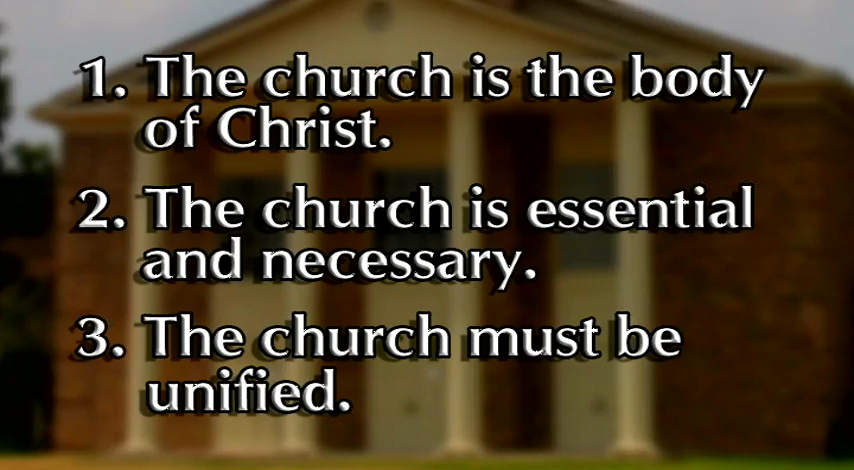 1. The church is the body
of Christ.
2. The church is essential
and necessary.
3. The church must be
unified.